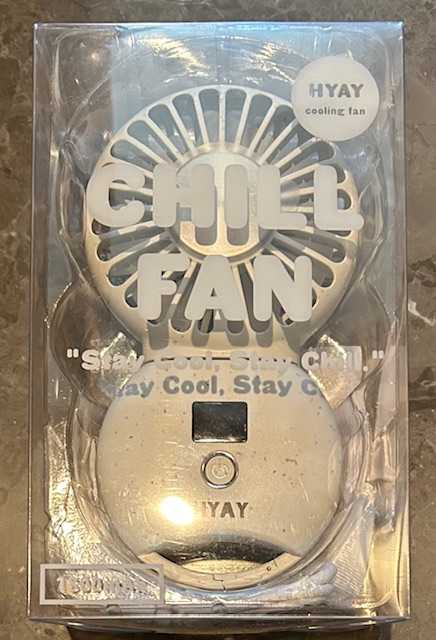 HYAY
cooling fan
CHILL
FAN
"Stay Cool, Stay Chill."
HYAY